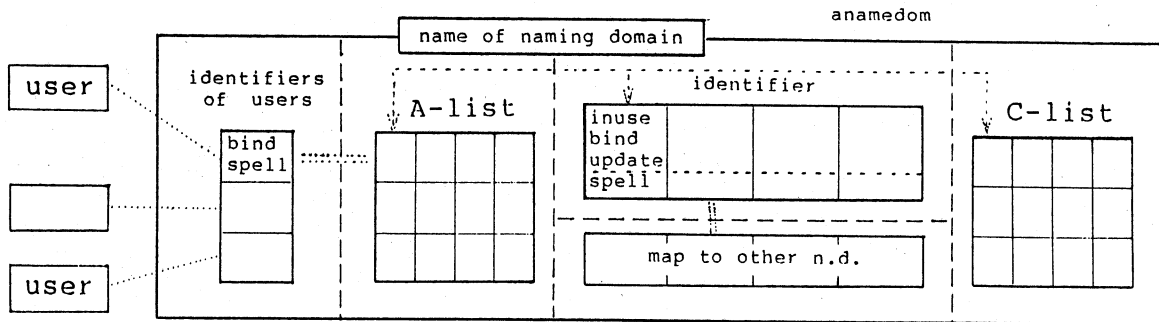 anamedom
name of naming domain
user
identifiers
of users
A-list
identifier
C-list
bind
spell
inuse
bind
update
spell
map to other n.d.
user